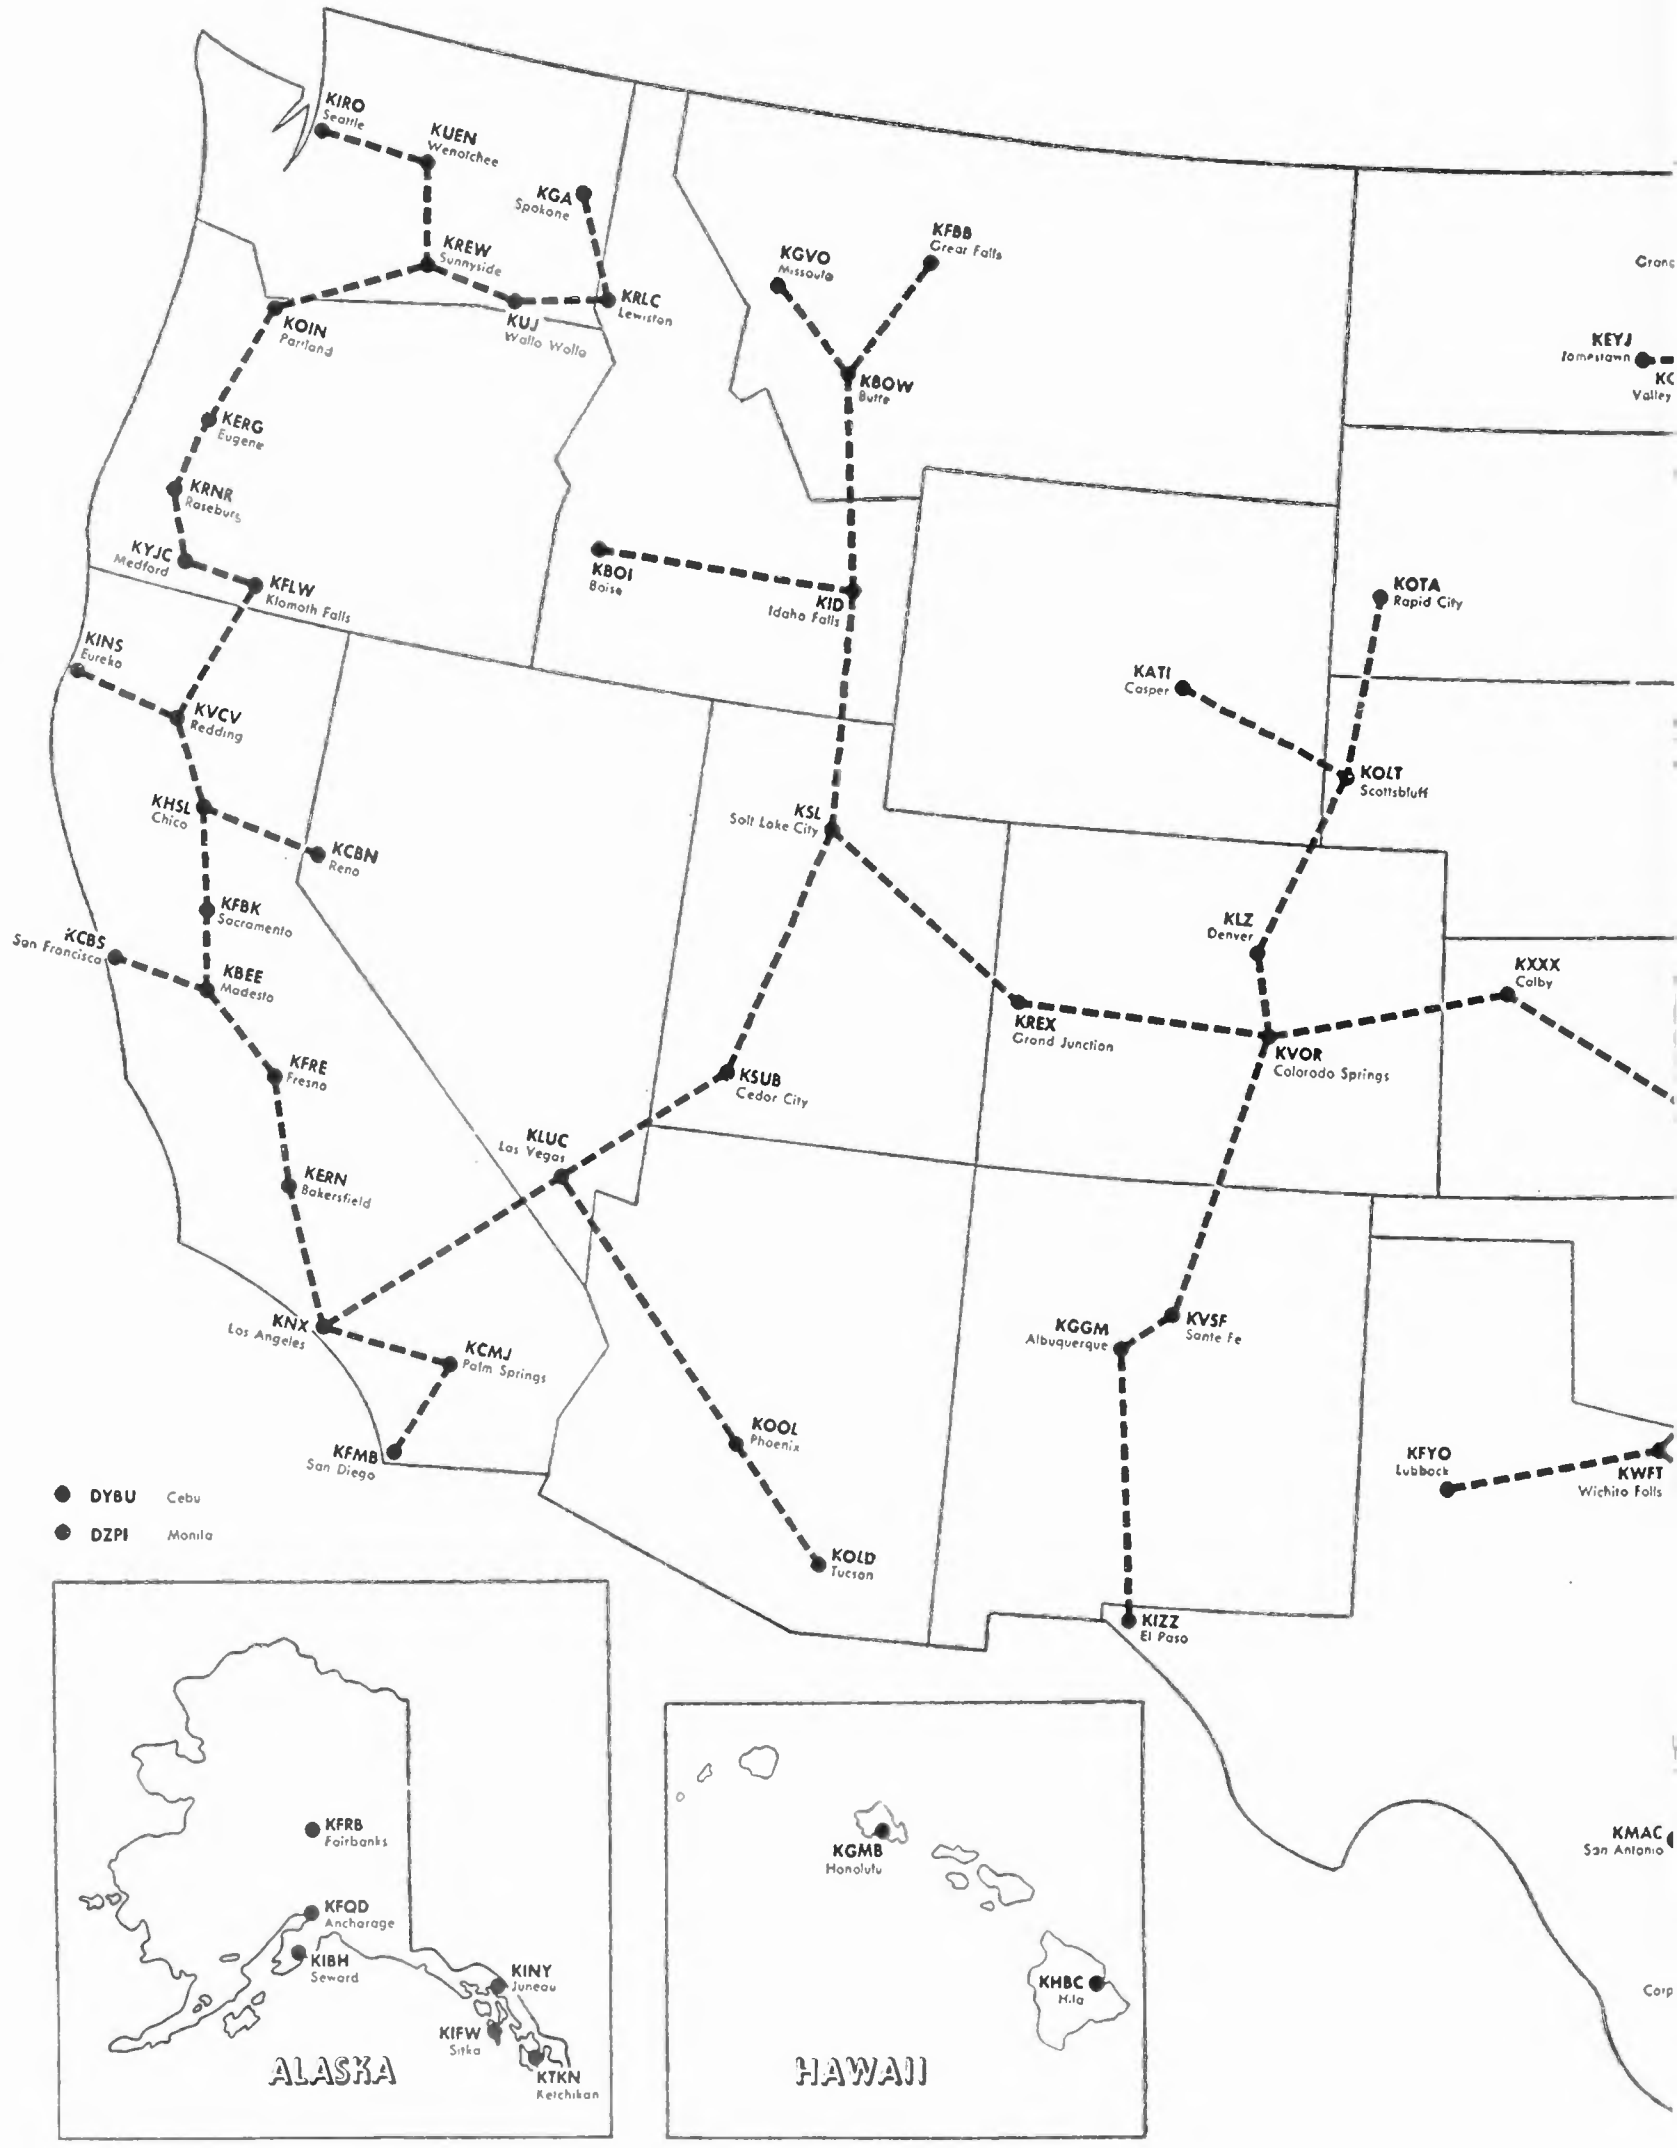 KIRO
Seattle
KUEN
Wenatchee
KGA
Spokane
KREW
Sunnyside
KRLC
Lewiston
KUJ
Walla Walla
KOIN
Portland
KGVO
Missoula
KFBB
Great Falls
KBOW
Butte
Grand
KEYJ
Jamestown
KC
Valley
KERG
Eugene
KRNR
Roseburg
KYJC
Medford
KFLW
Klamath Falls
KBOI
Boise
KID
Idaho Falls
KOTA
Rapid City
KINS
Eureka
KATI
Casper
KVCV
Redding
KOLT
Scottsbluff
KHSL
Chico
KSL
Salt Lake City
KCBN
Reno
KFBK
Sacramento
KLZ
Denver
KCBS
San Francisco
KBEE
Modesto
KXXX
Colby
KREX
Grand Junction
KVOR
Colorado Springs
KFRE
Fresno
KSUB
Cedar City
KLUC
Las Vegas
KERN
Bakersfield
KNX
Los Angeles
KCMJ
Palm Springs
KGGM
Albuquerque
KVSF
Sante Fe
KFMB
San Diego
KOOL
Phoenix
KFYO
Lubbock
KWFT
Wichita Falls
DYBU Cebu
DZPI Manila
KOLD
Tucson
KIZZ
El Paso
KFRB
Fairbanks
KFQD
Anchorage
KIBH
Seward
KINY
Juneau
KIFW
Sitka
KTKN
Ketchikan
ALASKA
KGMB
Honolulu
KHBC
Hilo
HAWAII
KMAC
San Antonio
Corp